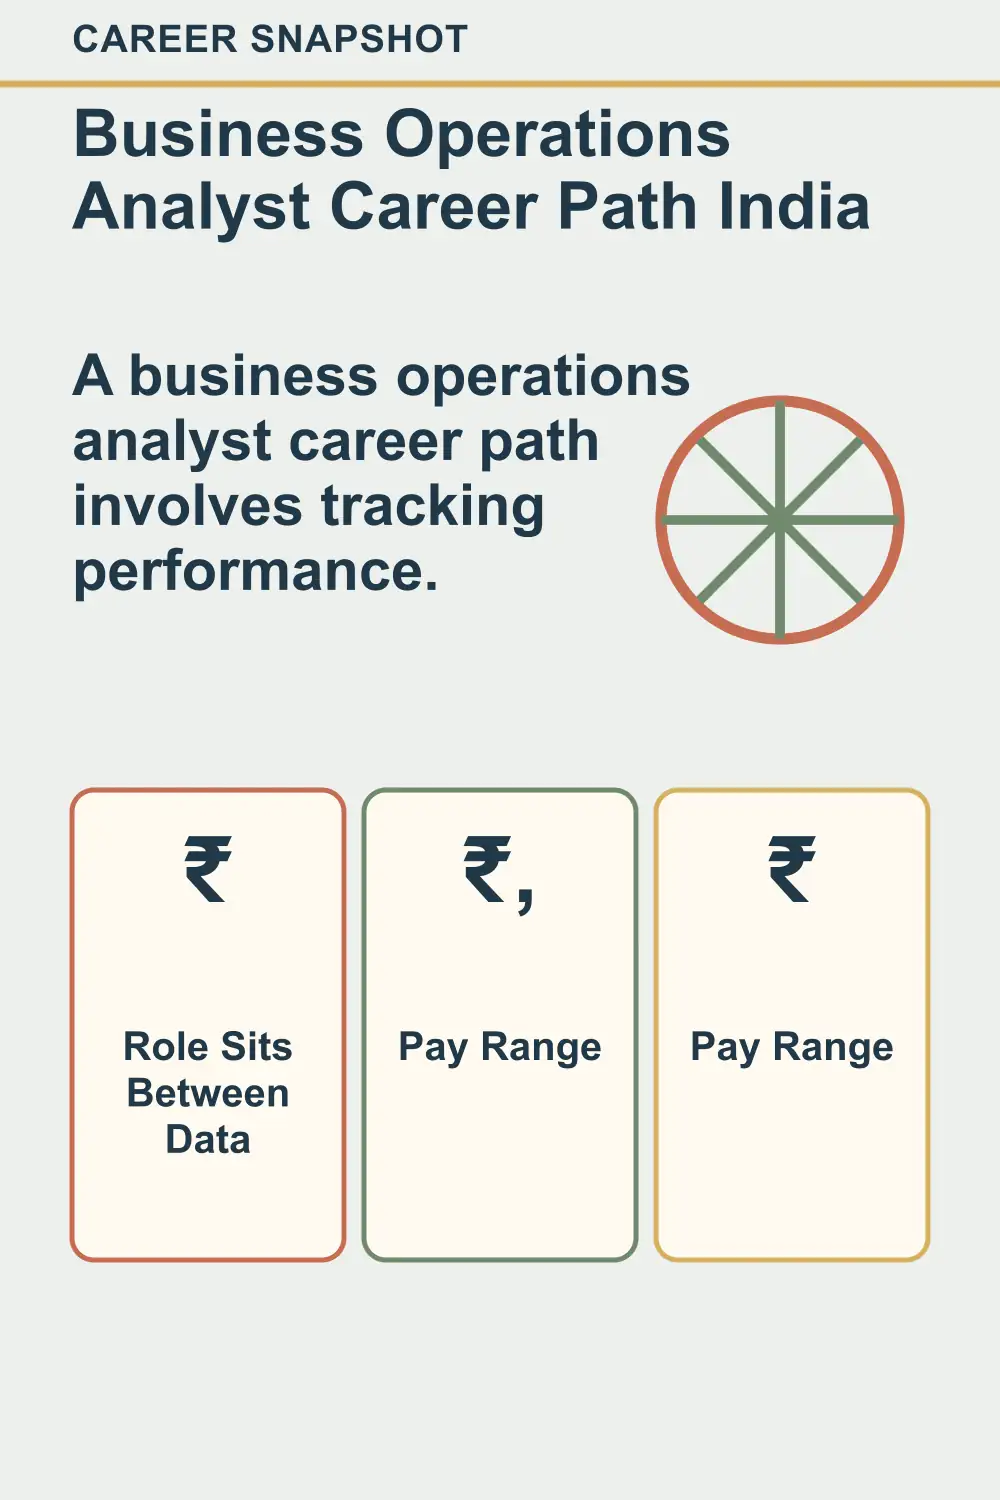 CAREER SNAPSHOT
Business Operations
Analyst Career Path India
A business operations
analyst career path
involves tracking
performance.
₹
Role Sits
Between
Data
₹,
Pay Range
₹
Pay Range